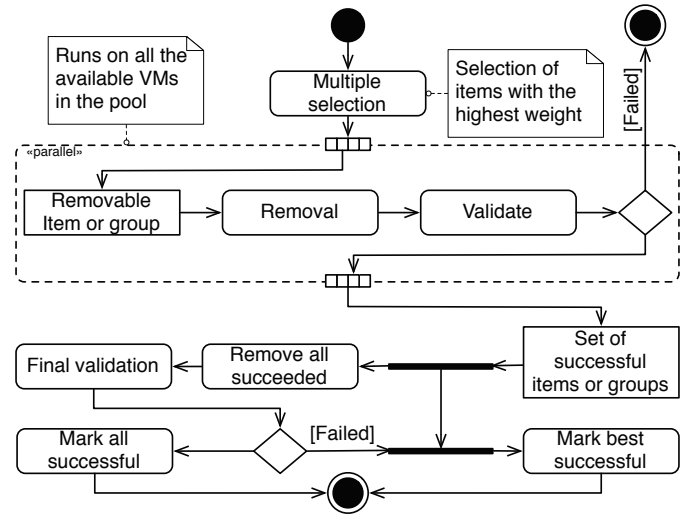 Runs on all the
available VMs
in the pool
Multiple
selection
Selection of
items with the
highest weight
[Failed]
«parallel»
Removable
Item or group
Removal
Validate
Set of
successful
items or groups
Remove all
succeeded
Final validation
[Failed]
Mark all
successful
Mark best
successful